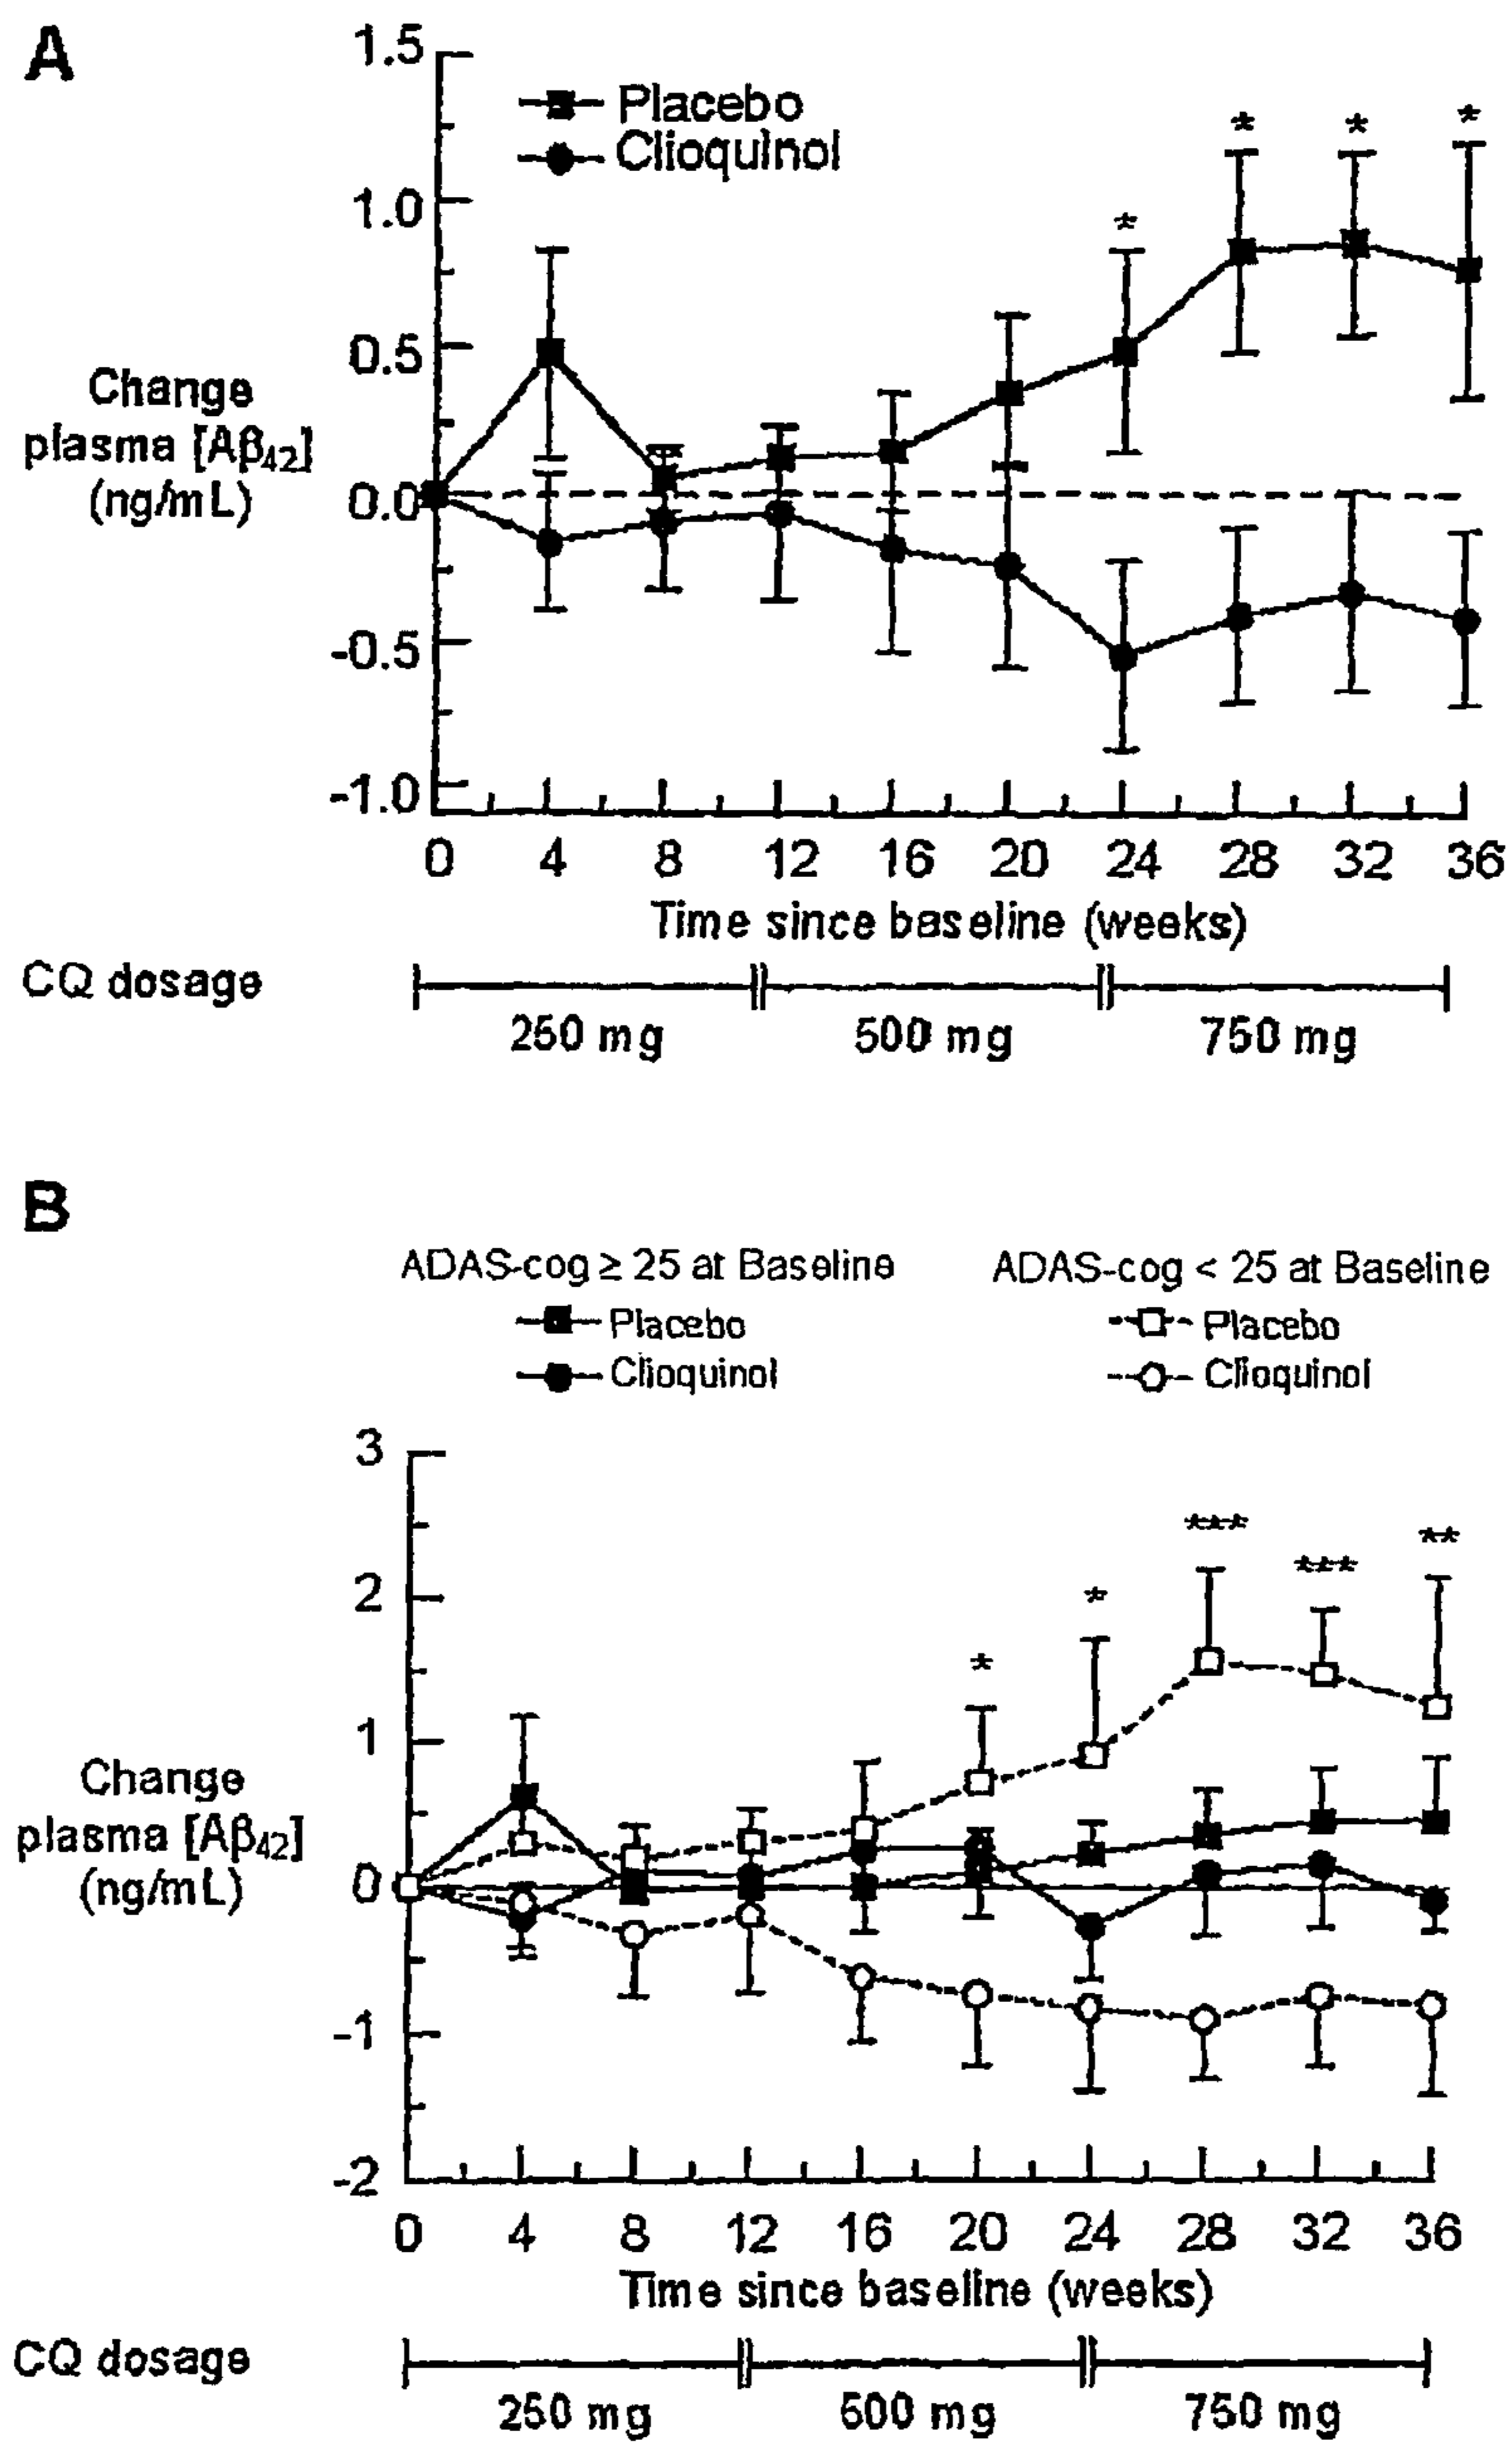 A
1.5
Placebo
Clioquinol
* * * *
1.0
0.5
Change
plasma [Aβ42]
(ng/mL)
0.0
-0.5
-1.0
0 4 8 12 16 20 24 28 32 36
Time since baseline (weeks)
CQ dosage
250 mg 500 mg 750 mg
B
ADAS-cog ≥ 25 at Baseline ADAS-cog < 25 at Baseline
Placebo Placebo
Clioquinol Clioquinol
3
* * *** *** **
2
1
Change
plasma [Aβ42]
(ng/mL)
0
-1
-2
0 4 8 12 16 20 24 28 32 36
Time since baseline (weeks)
CQ dosage
250 mg 500 mg 750 mg